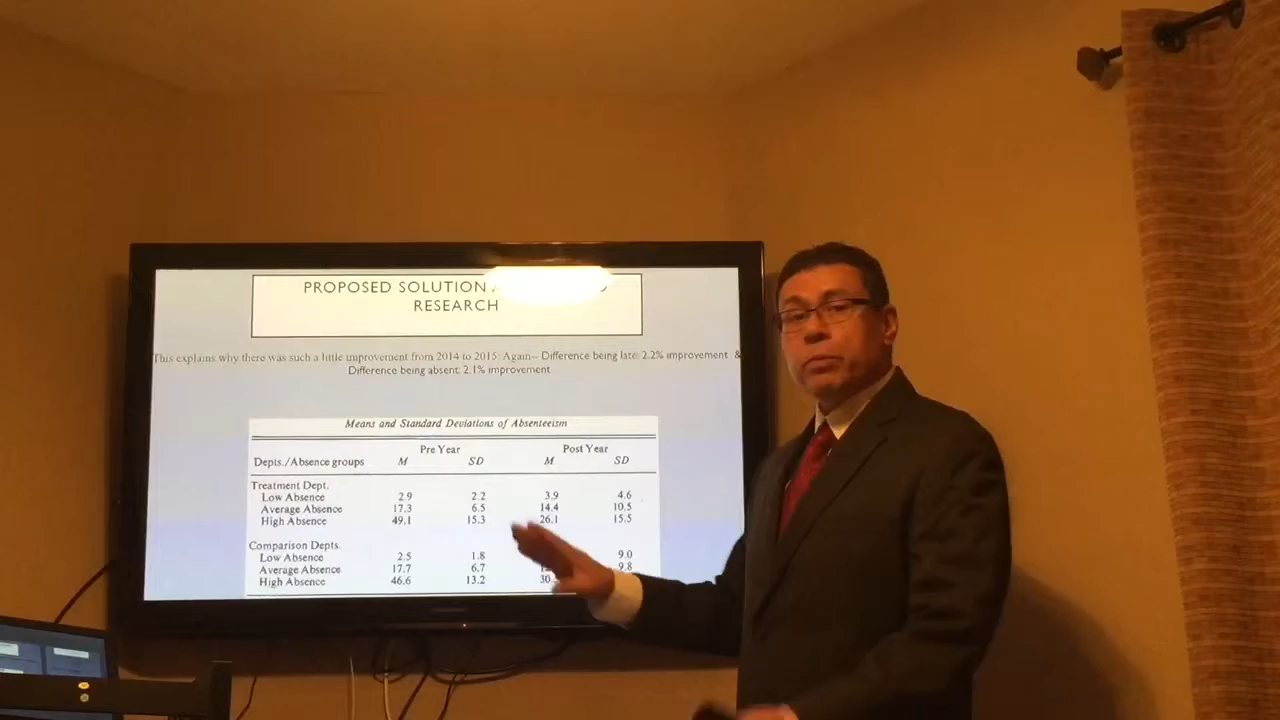 PROPOSED SOLUTION
RESEARCH
This explains why there was such a little improvement from 2014 to 2015: Again-- Difference being late: 2.2% improvement &
Difference being absent: 2.1% improvement
Means and Standard Deviations of Absenteeism
Pre Year Post Year
Depts./Absence groups M SD M SD
Treatment Dept.
Low Absence 2.9 2.2 3.9 4.6
Average Absence 17.3 6.5 14.4 10.5
High Absence 49.1 15.3 26.1 15.5
Comparison Depts.
Low Absence 2.5 1.8 9.0
Average Absence 17.7 6.7 9.8
High Absence 46.6 13.2 30.